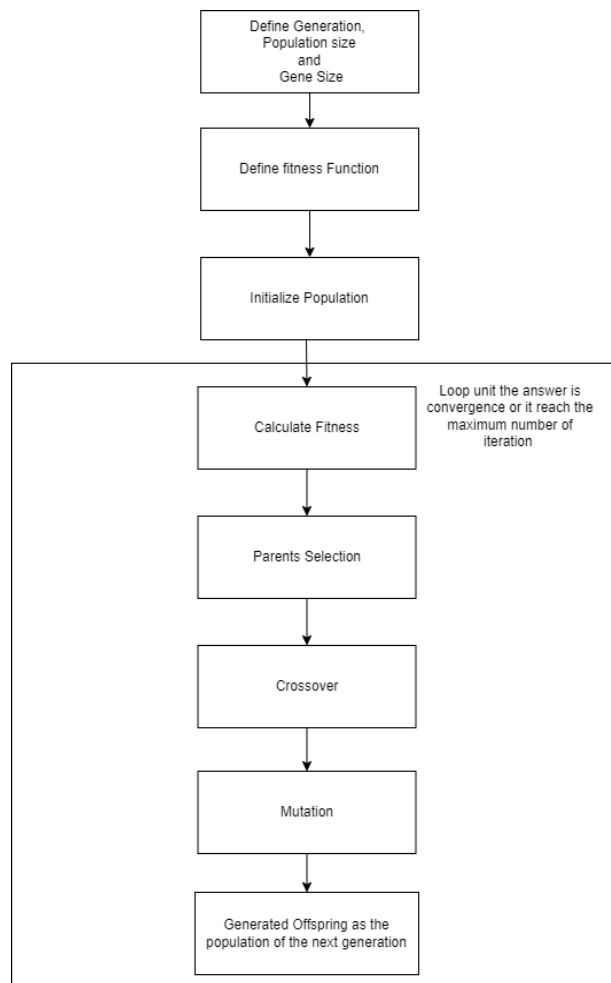 Define Generation,
Population size
and
Gene Size
Define fitness Function
Initialize Population
Calculate Fitness
Loop unit the answer is
convergence or it reach the
maximum number of
iteration
Parents Selection
Crossover
Mutation
Generated Offspring as the
population of the next generation